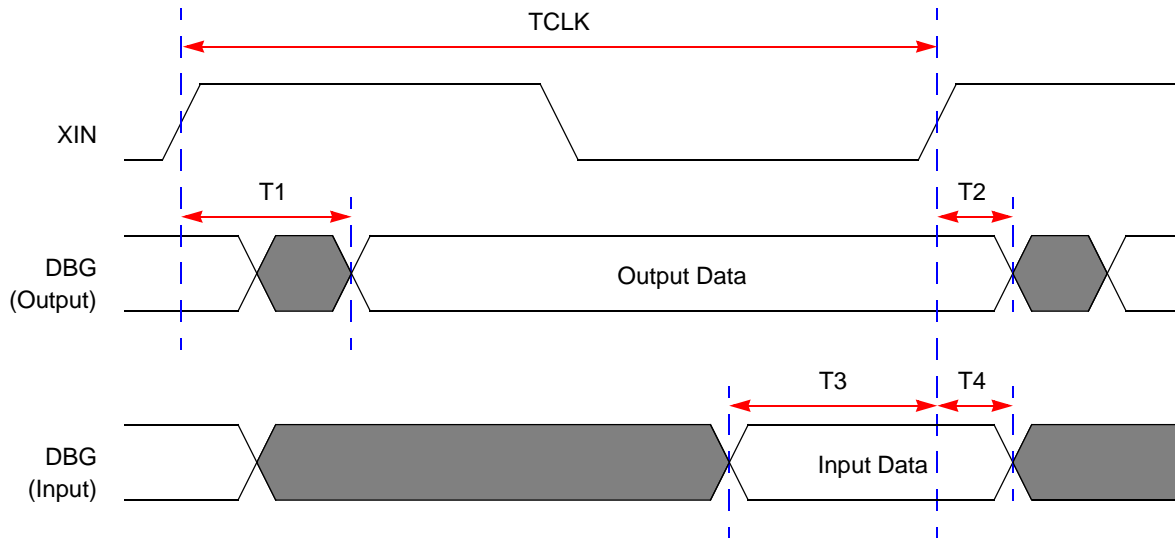 TCLK
XIN
T1
T2
DBG
(Output)
Output Data
T3
T4
DBG
(Input)
Input Data